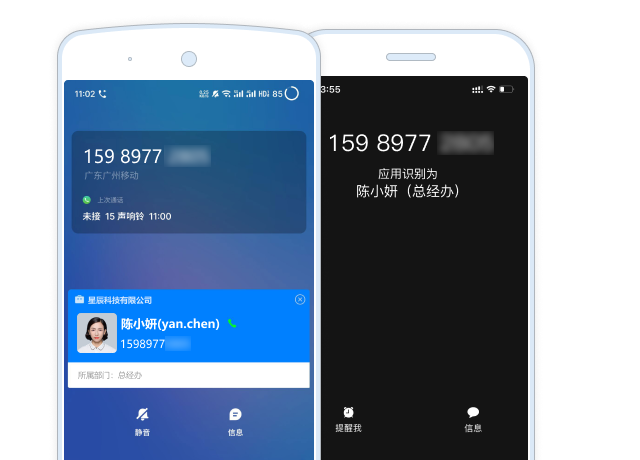 11:02
HD
85
159 8977
广东广州移动
上次通话
未接 15 声响铃 11:00
星辰科技有限公司
陈小妍(yan.chen)
1598977
所属部门：总经办
静音
信息
3:55
159 8977
应用识别为
陈小妍（总经办）
提醒我
信息